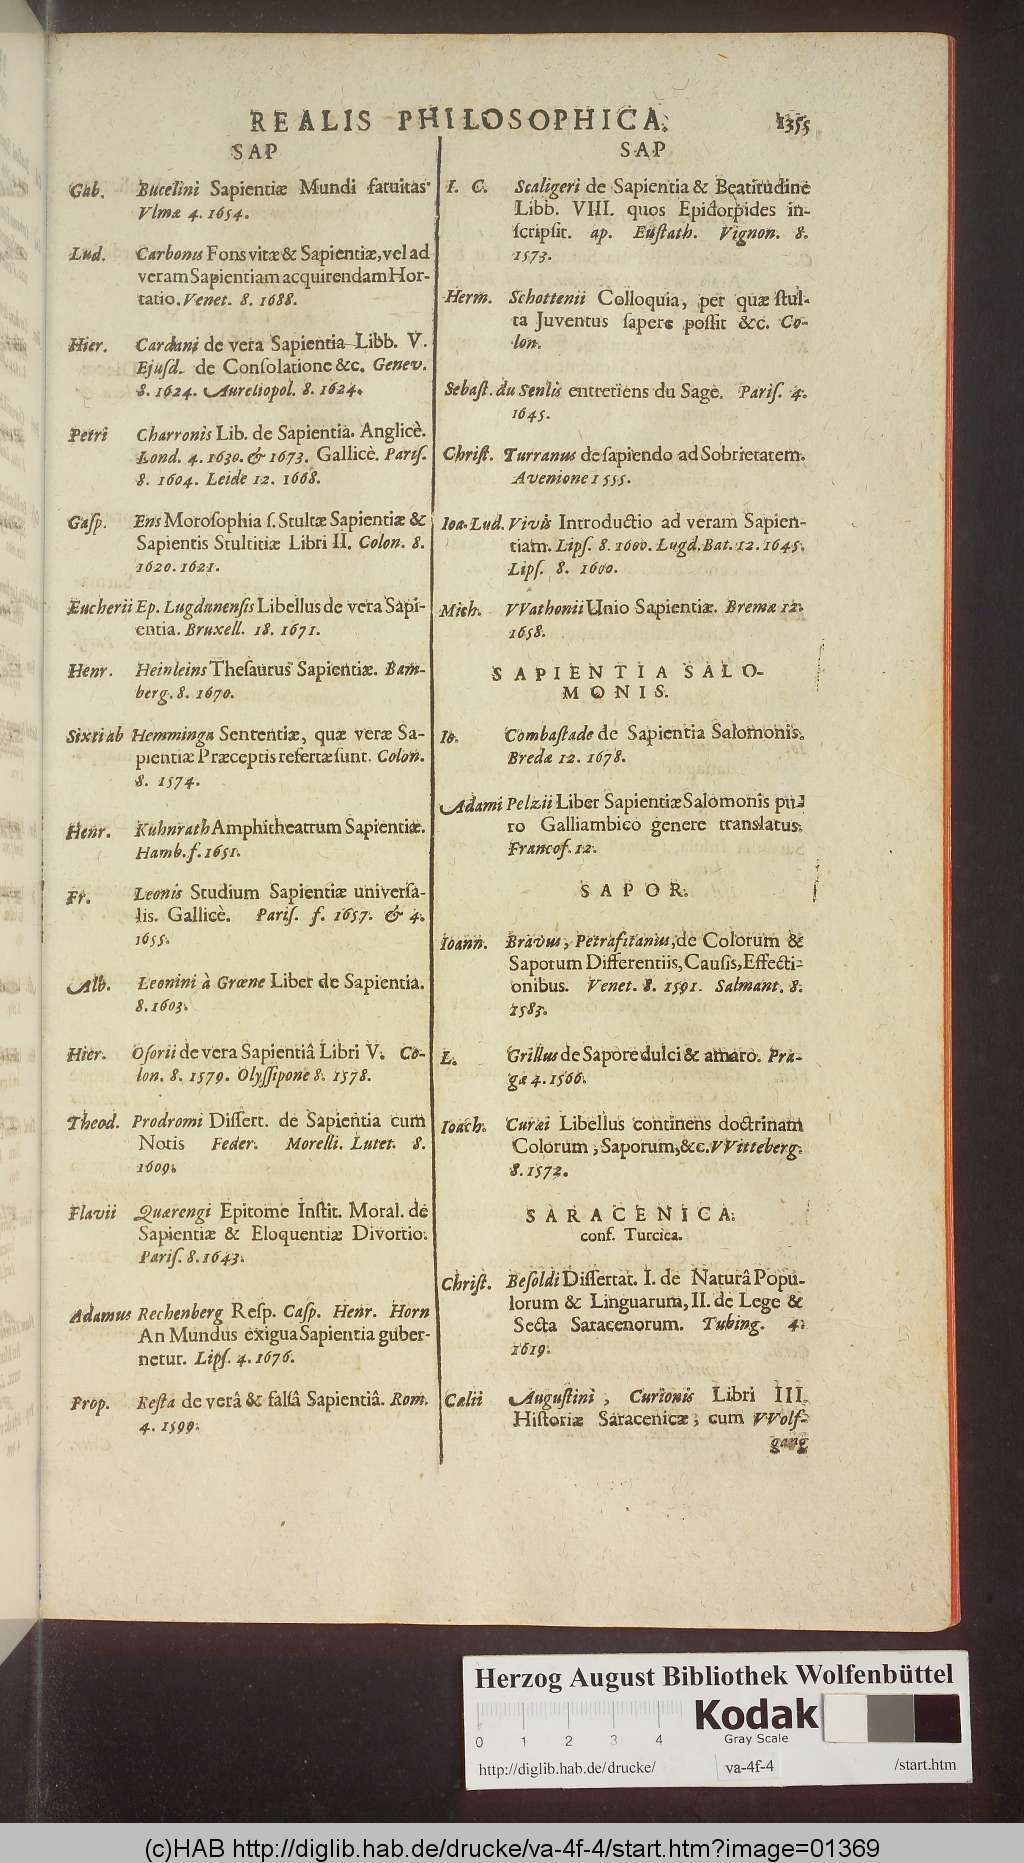 REALIS PHILOSOPHICA. 1355
SAP
Gab. Bucelini Sapientiæ Mundi fatuitas
Vlmæ 4. 1654.
Lud. Carbonis Fons vitæ & Sapientiæ, vel ad
veram Sapientiam acquirendam Hor-
tatio. Venet. 8. 1688.
Hier. Cardani de vera Sapientia Libb. V.
Ejusd. de Consolatione &c. Genev.
8. 1624. Aureliopol. 8. 1624.
Petri Charronis Lib. de Sapientia. Anglicè.
Lond. 4. 1630. & 1673. Gallicè. Paris.
8. 1604. Leide 12. 1668.
Gasp. Ens Morosophia s. Stultæ Sapientiæ &
Sapientis Stultitiæ Libri II. Colon. 8.
1620. 1621.
Eucherii Ep. Lugdunensis Libellus de vera Sapi-
entia. Bruxell. 18. 1671.
Henr. Heinleins Thesaurus Sapientiæ. Bam-
berg. 8. 1670.
Sixti ab Hemminga Sententiæ, quæ veræ Sa-
pientiæ Præceptis refertæ sunt. Colon.
8. 1574.
Henr. Kuhnrath Amphitheatrum Sapientiæ.
Hamb. f. 1651.
Fr. Leonis Studium Sapientiæ universa-
lis. Gallicè. Paris. f. 1657. & 4.
1655.
Alb. Leonini à Grœne Liber de Sapientia.
8. 1603.
Hier. Osorii de vera Sapientiâ Libri V. Co-
lon. 8. 1579. Olyssipone 8. 1578.
Theod. Prodromi Dissert. de Sapientia cum
Notis Feder. Morelli. Lutet. 8.
1609.
Flavii Quærengi Epitome Instit. Moral. de
Sapientiæ & Eloquentiæ Divortio.
Paris. 8. 1643.
Adamus Rechenberg Resp. Casp. Henr. Horn
An Mundus exigua Sapientia guber-
netur. Lips. 4. 1676.
Prop. Resta de verâ & falsâ Sapientiâ. Rom.
4. 1599.
SAP
I. C. Scaligeri de Sapientia & Beatitudine
Libb. VIII. quos Epidorpides in-
scripsit. ap. Eustath. Vignon. 8.
1573.
Herm. Schottenii Colloquia, per quæ stul-
ta Juventus sapere possit &c. Co-
lon.
Sebast. du Senlis entretiens du Sage. Paris. 4.
1645.
Christ. Turranus de sapiendo ad Sobrietatem.
Avenione 1555.
Ioa. Lud. Vivis Introductio ad veram Sapien-
tiam. Lips. 8. 1600. Lugd. Bat. 12. 1645.
Lips. 8. 1600.
Mich. VVathonii Unio Sapientiæ. Bremæ 12.
1658.
SAPIENTIA SALO-
MONIS.
Io. Combastade de Sapientia Salomonis.
Bredæ 12. 1678.
Adami Pelzii Liber Sapientiæ Salomonis pu-
ro Galliambico genere translatus.
Francof. 12.
SAPOR.
Ioann. Bravus, Petrafitanus, de Colorum &
Saporum Differentiis, Causis, Effecti-
onibus. Venet. 8. 1591. Salmant. 8.
1583.
L. Grillus de Sapore dulci & amaro. Pra-
gæ 4. 1566.
Ioach. Curæi Libellus continens doctrinam
Colorum, Saporum, &c. VVitteberg.
8. 1572.
SARACENICA.
conf. Turcica.
Christ. Besoldi Dissertat. I. de Naturâ Popu-
lorum & Linguarum, II. de Lege &
Secta Saracenorum. Tubing. 4.
1619.
Cælii Augustini, Curionis Libri III.
Historiæ Saracenicæ; cum VVolf-
gang
Herzog August Bibliothek Wolfenbüttel
0 1 2 3 4
Kodak
Gray Scale
http://diglib.hab.de/drucke/ va-4f-4 /start.htm
(c)HAB http://diglib.hab.de/drucke/va-4f-4/start.htm?image=01369